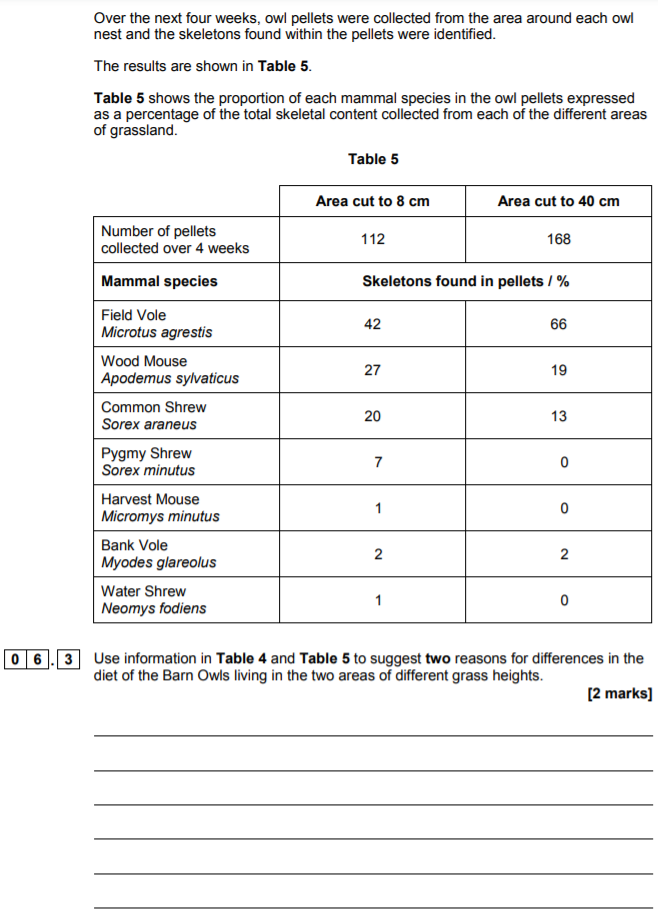 Over the next four weeks, owl pellets were collected from the area around each owl
nest and the skeletons found within the pellets were identified.
The results are shown in Table 5.
Table 5 shows the proportion of each mammal species in the owl pellets expressed
as a percentage of the total skeletal content collected from each of the different areas
of grassland.
Table 5
Area cut to 8 cm Area cut to 40 cm
Number of pellets
collected over 4 weeks 112 168
Mammal species Skeletons found in pellets / %
Field Vole
Microtus agrestis 42 66
Wood Mouse
Apodemus sylvaticus 27 19
Common Shrew
Sorex araneus 20 13
Pygmy Shrew
Sorex minutus 7 0
Harvest Mouse
Micromys minutus 1 0
Bank Vole
Myodes glareolus 2 2
Water Shrew
Neomys fodiens 1 0
0 6 . 3 Use information in Table 4 and Table 5 to suggest two reasons for differences in the
diet of the Barn Owls living in the two areas of different grass heights.
[2 marks]